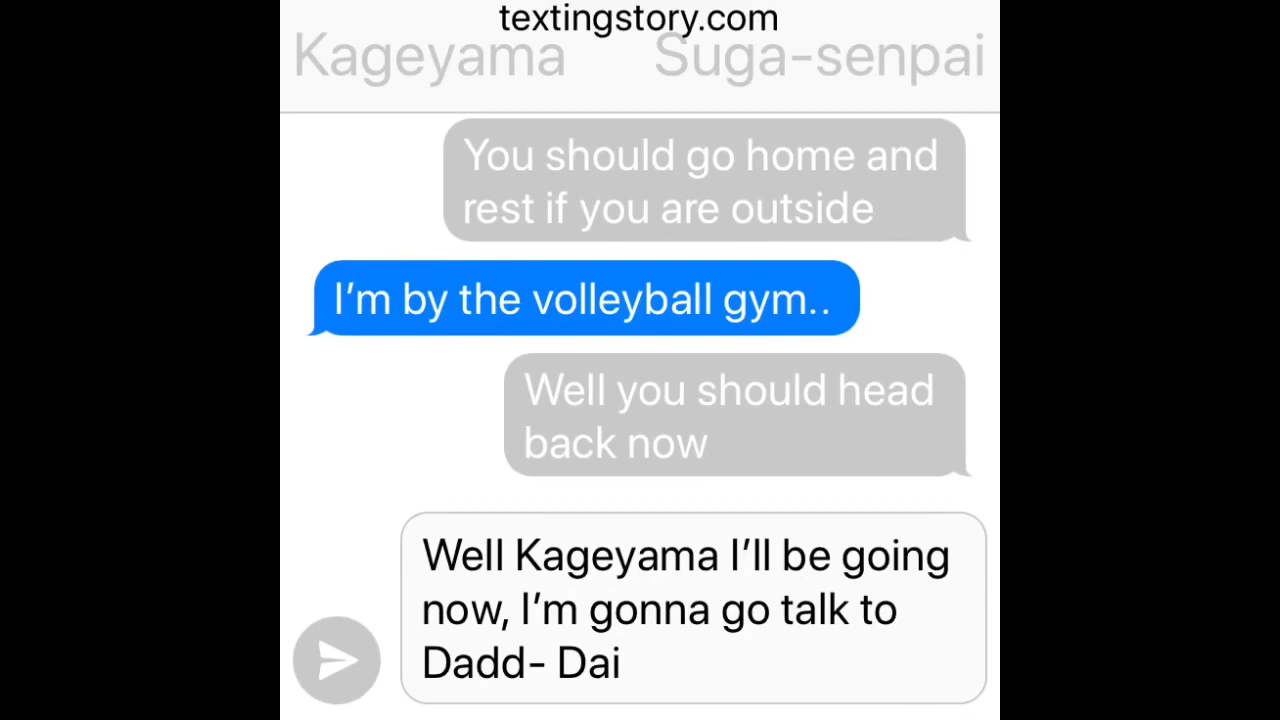 textingstory.com
Kageyama Suga-senpai
You should go home and
rest if you are outside
I’m by the volleyball gym..
Well you should head
back now
Well Kageyama I’ll be going
now, I’m gonna go talk to
Dadd- Dai